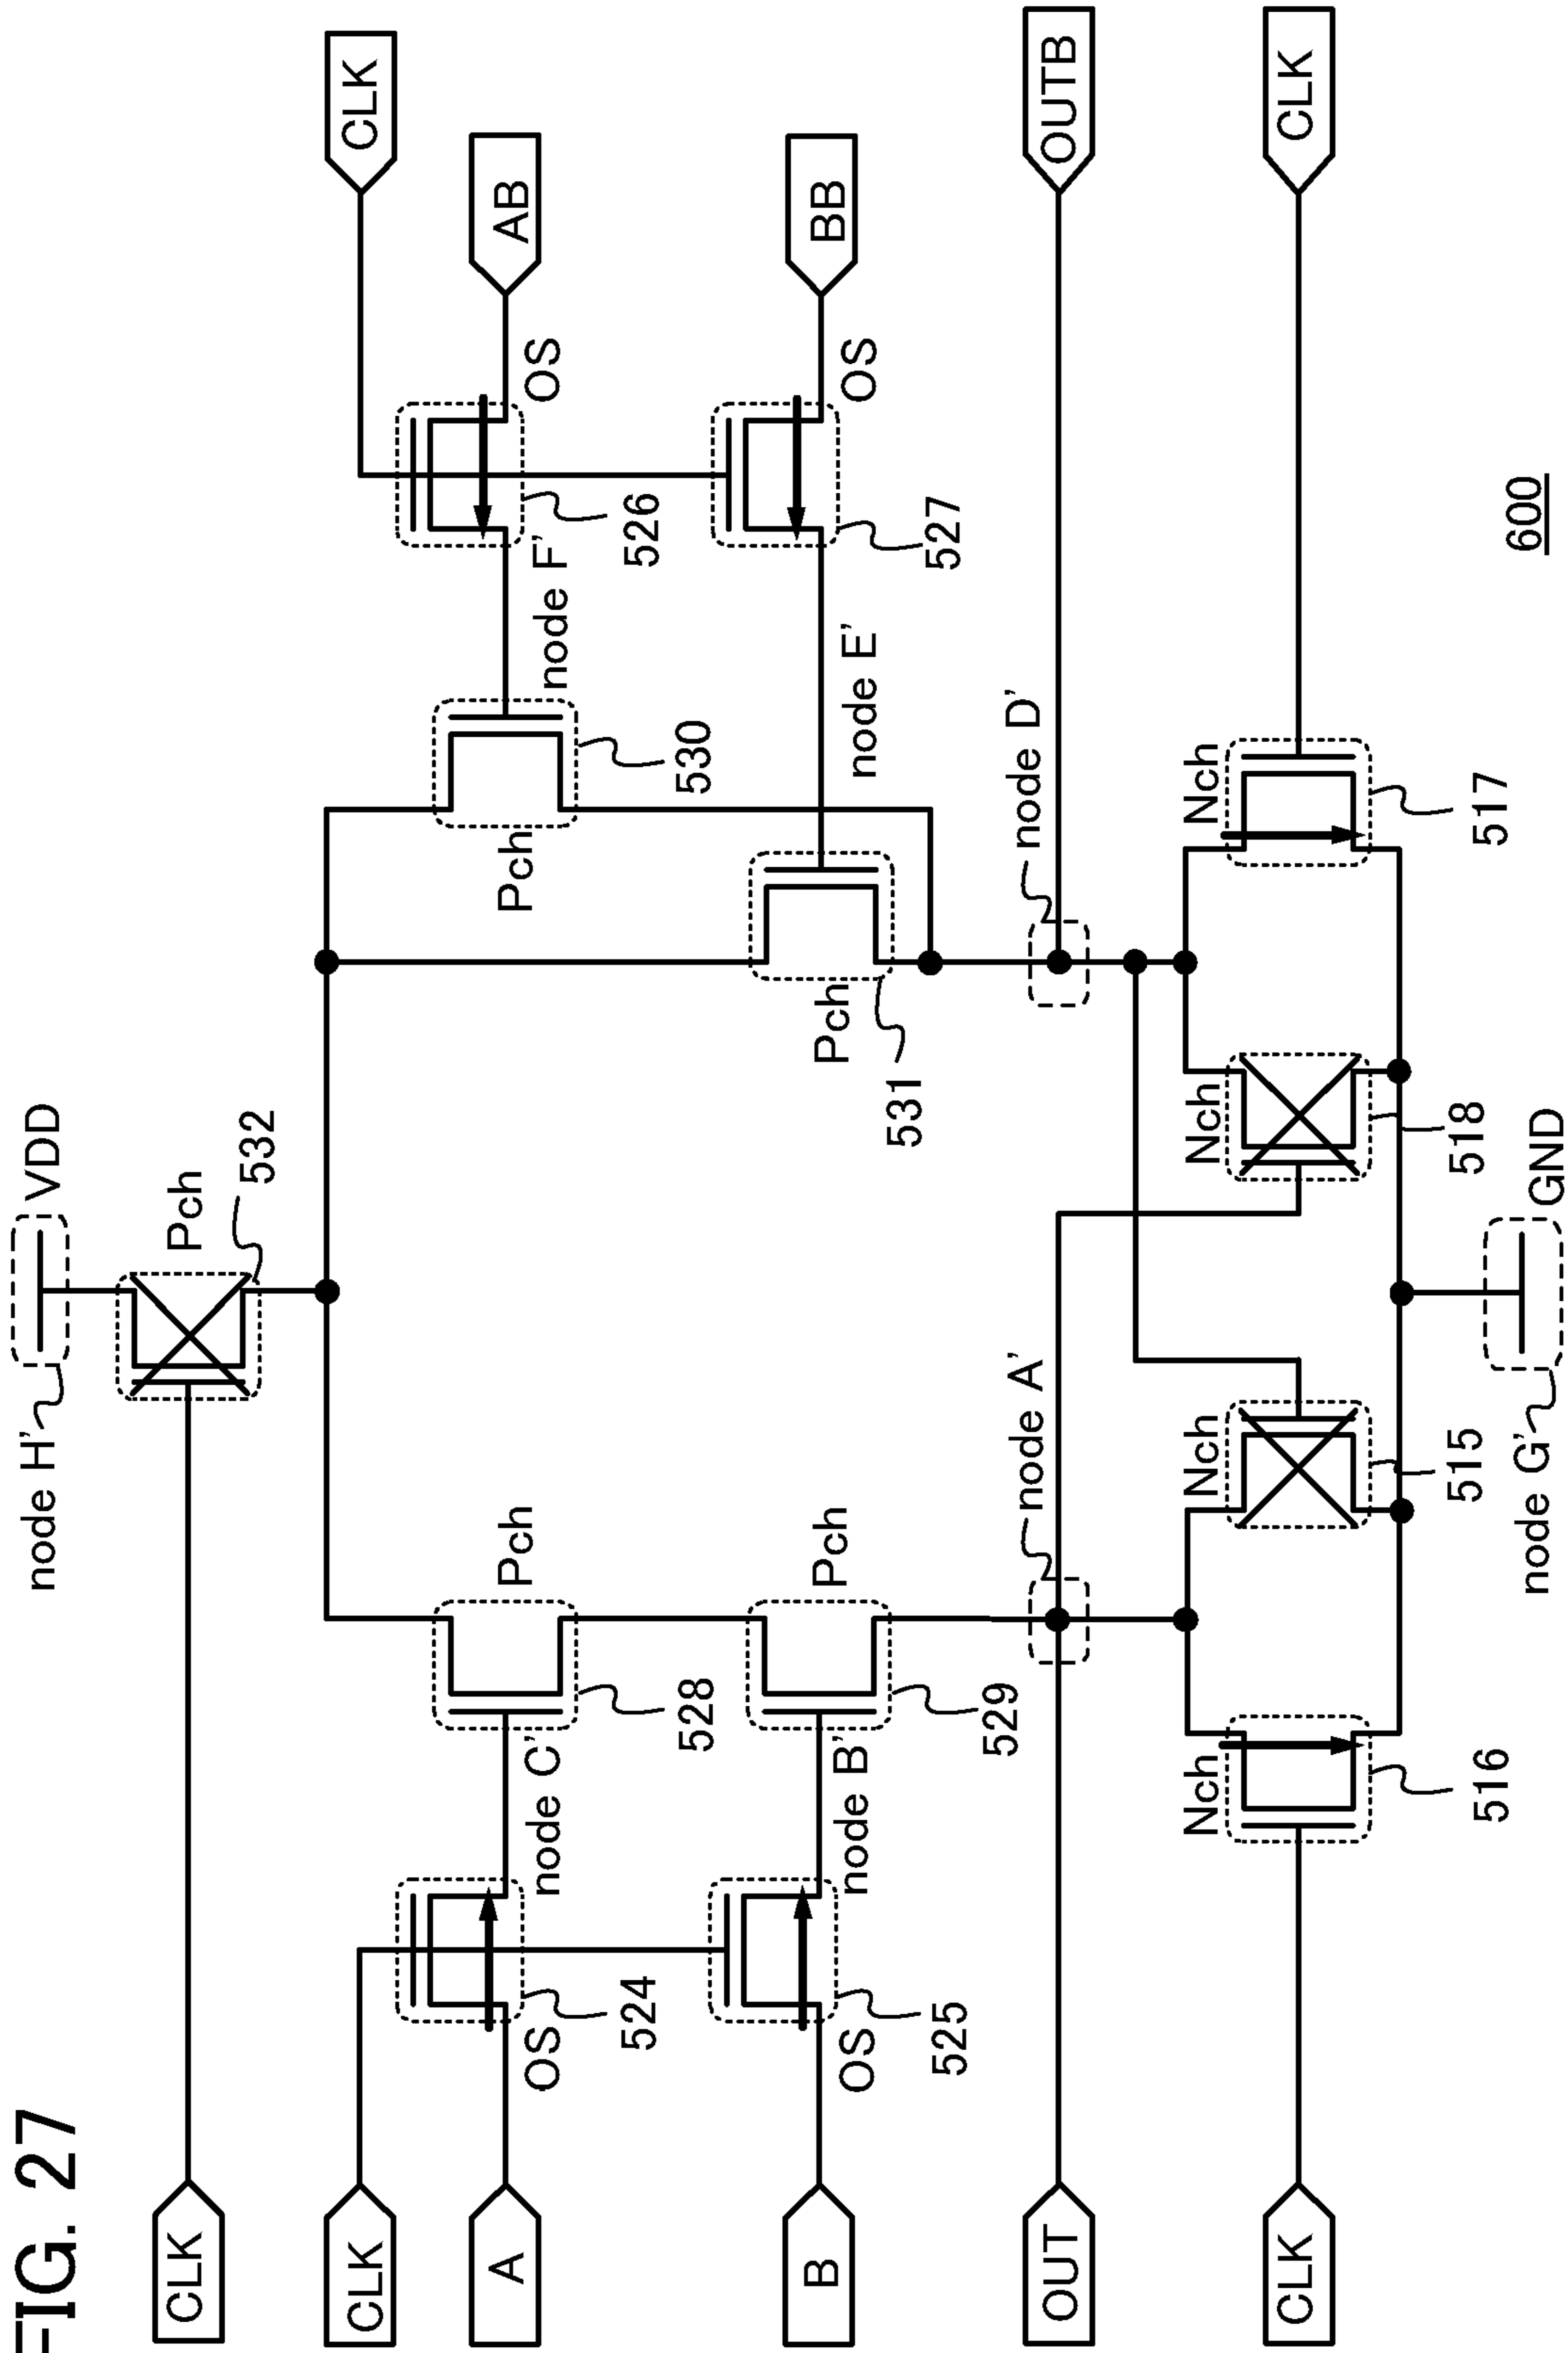 FIG. 27
node H'
VDD
Pch
532
CLK
CLK
CLK
A
OS
524
node C'
528
Pch
Pch
530
node F'
526
OS
AB
B
OS
525
node B'
529
Pch
Pch
531
node E'
527
OS
BB
OUT
node A'
node D'
OUTB
CLK
Nch
516
Nch
515
Nch
518
Nch
517
CLK
node G'
GND
600